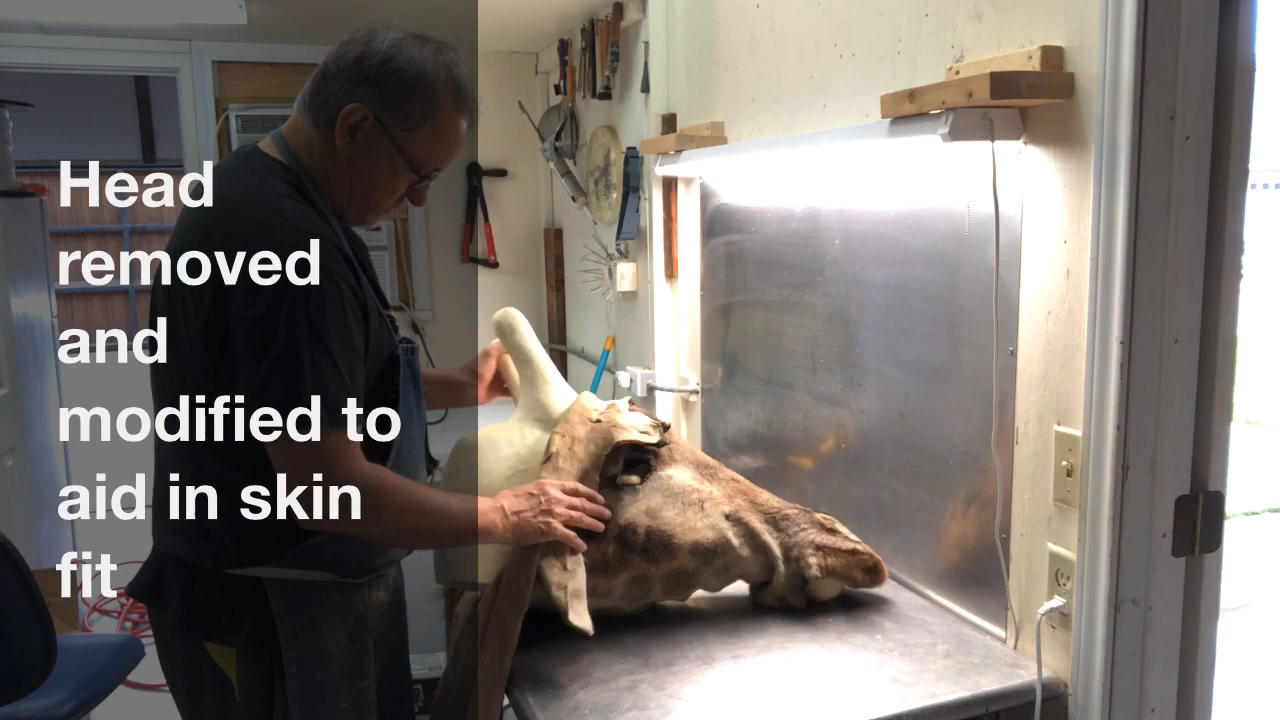 Head
removed
and
modified to
aid in skin
fit